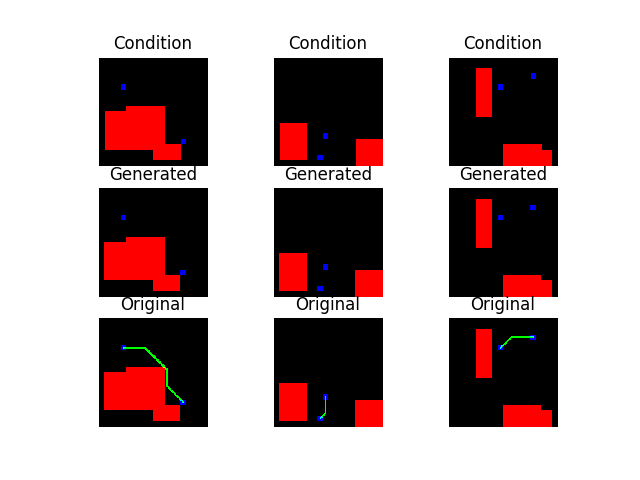 Condition Condition Condition
Generated Generated Generated
Original Original Original